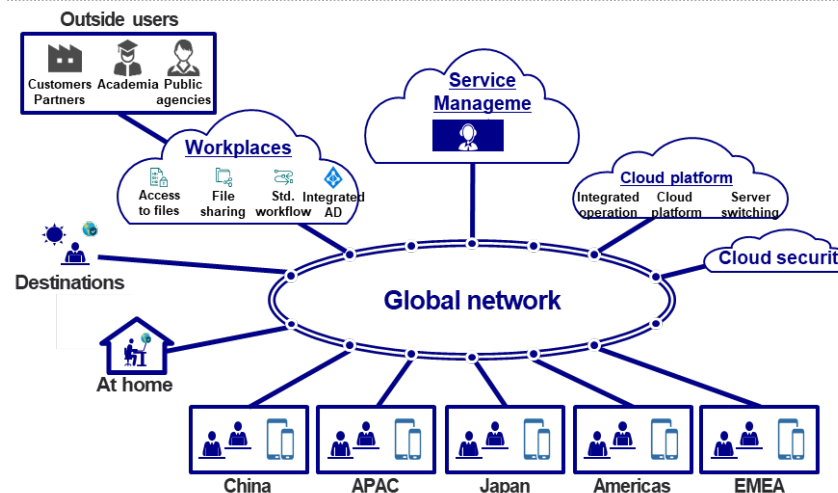 Outside users
Customers
Partners
Academia
Public
agencies
Service
Manageme
Workplaces
Access
to files
File
sharing
Std.
workflow
Integrated
AD
Cloud platform
Integrated
operation
Cloud
platform
Server
switching
Cloud securit
Destinations
Global network
At home
China
APAC
Japan
Americas
EMEA